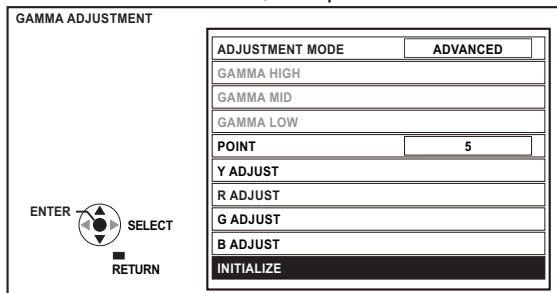 GAMMA ADJUSTMENT
ADJUSTMENT MODE ADVANCED
GAMMA HIGH
GAMMA MID
GAMMA LOW
POINT 5
Y ADJUST
R ADJUST
G ADJUST
B ADJUST
INITIALIZE
ENTER
SELECT
RETURN